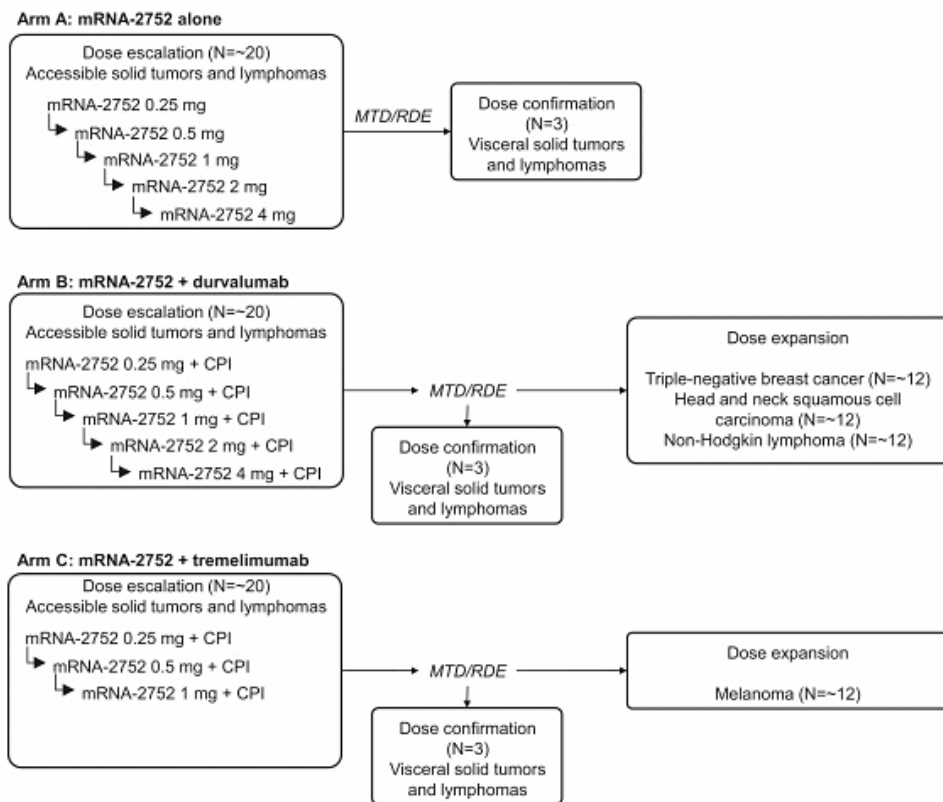 Arm A: mRNA-2752 alone
Dose escalation (N=~20)
Accessible solid tumors and lymphomas
mRNA-2752 0.25 mg
mRNA-2752 0.5 mg
mRNA-2752 1 mg
mRNA-2752 2 mg
mRNA-2752 4 mg
MTD/RDE
Dose confirmation
(N=3)
Visceral solid tumors
and lymphomas
Arm B: mRNA-2752 + durvalumab
Dose escalation (N=~20)
Accessible solid tumors and lymphomas
mRNA-2752 0.25 mg + CPI
mRNA-2752 0.5 mg + CPI
mRNA-2752 1 mg + CPI
mRNA-2752 2 mg + CPI
mRNA-2752 4 mg + CPI
MTD/RDE
Dose confirmation
(N=3)
Visceral solid tumors
and lymphomas
Dose expansion
Triple-negative breast cancer (N=~12)
Head and neck squamous cell
carcinoma (N=~12)
Non-Hodgkin lymphoma (N=~12)
Arm C: mRNA-2752 + tremelimumab
Dose escalation (N=~20)
Accessible solid tumors and lymphomas
mRNA-2752 0.25 mg + CPI
mRNA-2752 0.5 mg + CPI
mRNA-2752 1 mg + CPI
MTD/RDE
Dose confirmation
(N=3)
Visceral solid tumors
and lymphomas
Dose expansion
Melanoma (N=~12)